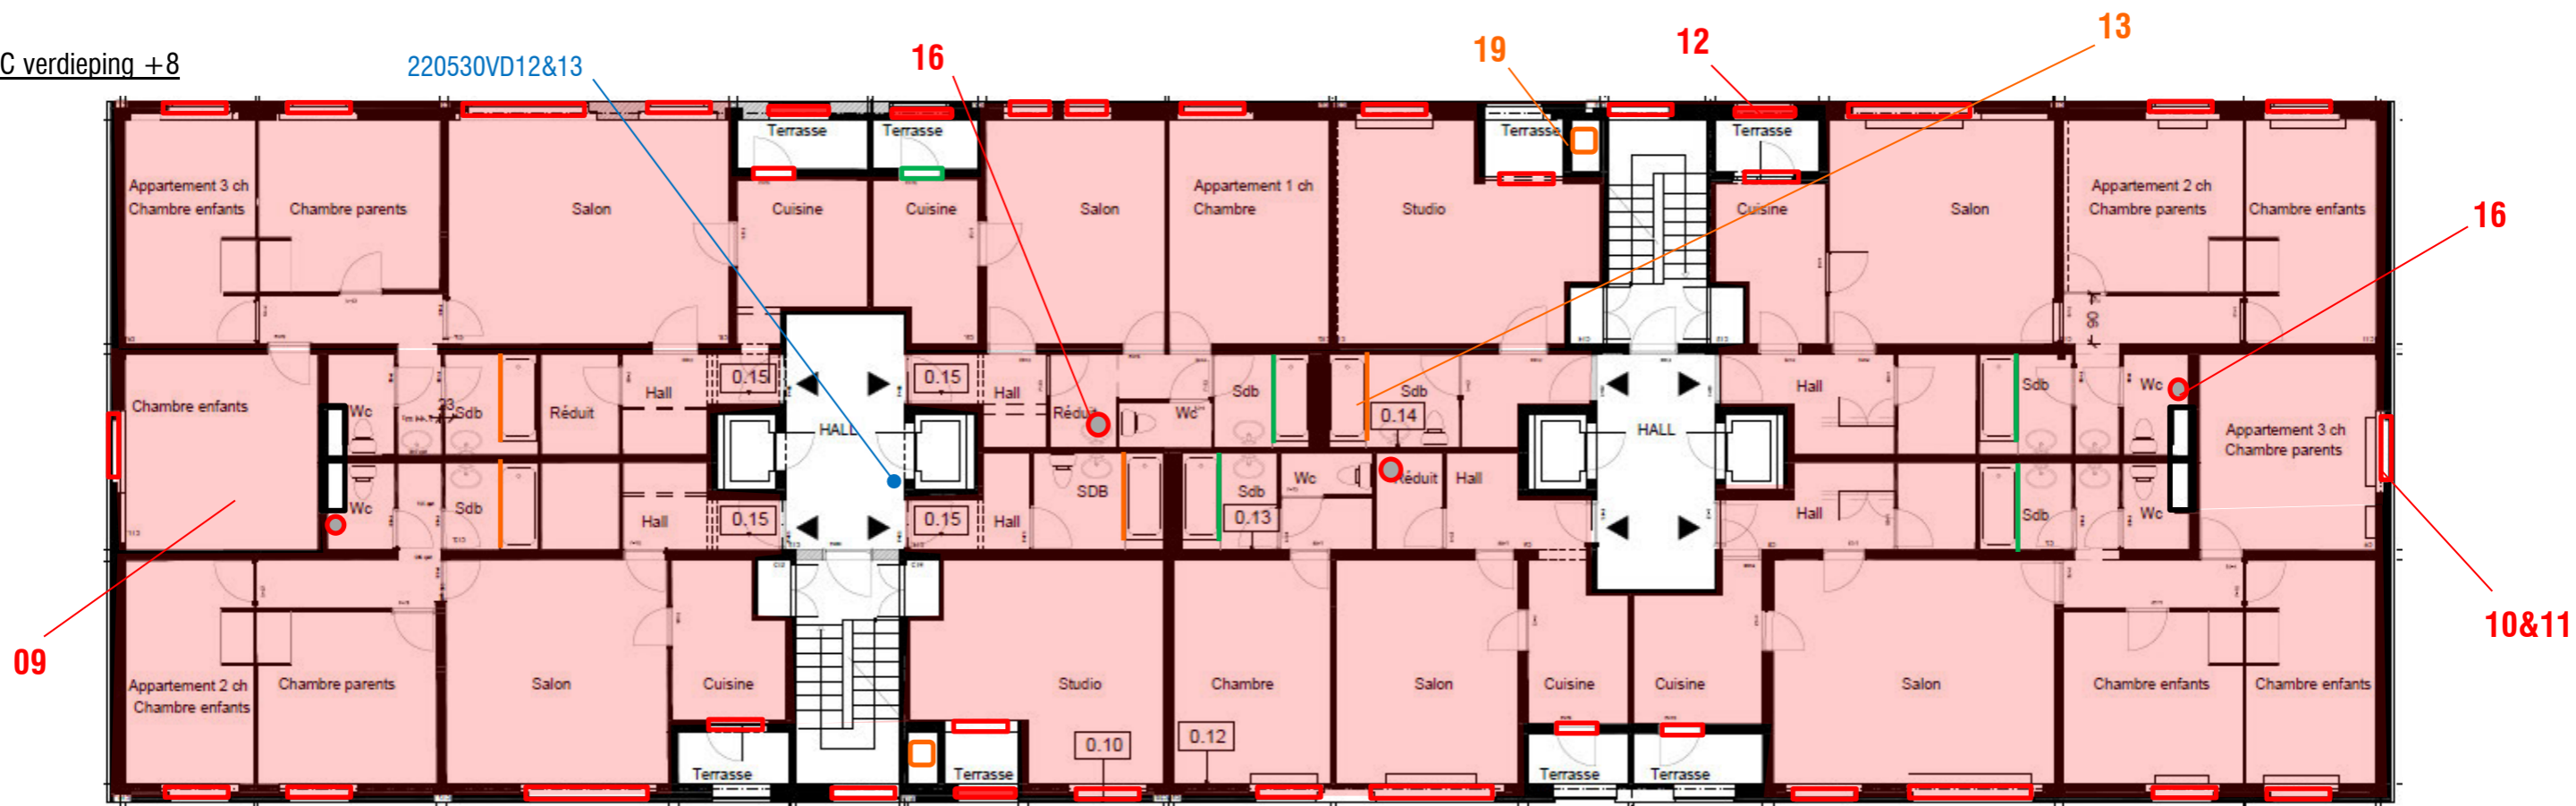 C verdieping +8
220530VD12&13
16
19
12
13
Terrasse
Terrasse
Terrasse
Terrasse
Appartement 3 ch
Chambre enfants
Chambre parents
Salon
Cuisine
Cuisine
Salon
Appartement 1 ch
Chambre
Studio
Cuisine
Salon
Appartement 2 ch
Chambre parents
Chambre enfants
16
90
Chambre enfants
Wc
23
Sdb
Réduit
Hall
0.15
HALL
0.15
Hall
Réduit
Wc
Sdb
Sdb
0.14
HALL
Hall
Sdb
Wc
Appartement 3 ch
Chambre parents
Wc
Sdb
Hall
0.15
0.15
Hall
SDB
Sdb
0.13
Wc
Réduit
Hall
Hall
Sdb
Wc
09
10&11
Appartement 2 ch
Chambre enfants
Chambre parents
Salon
Cuisine
Studio
Chambre
Salon
Cuisine
Cuisine
Salon
Chambre enfants
Chambre enfants
0.10
0.12
Terrasse
Terrasse
Terrasse
Terrasse